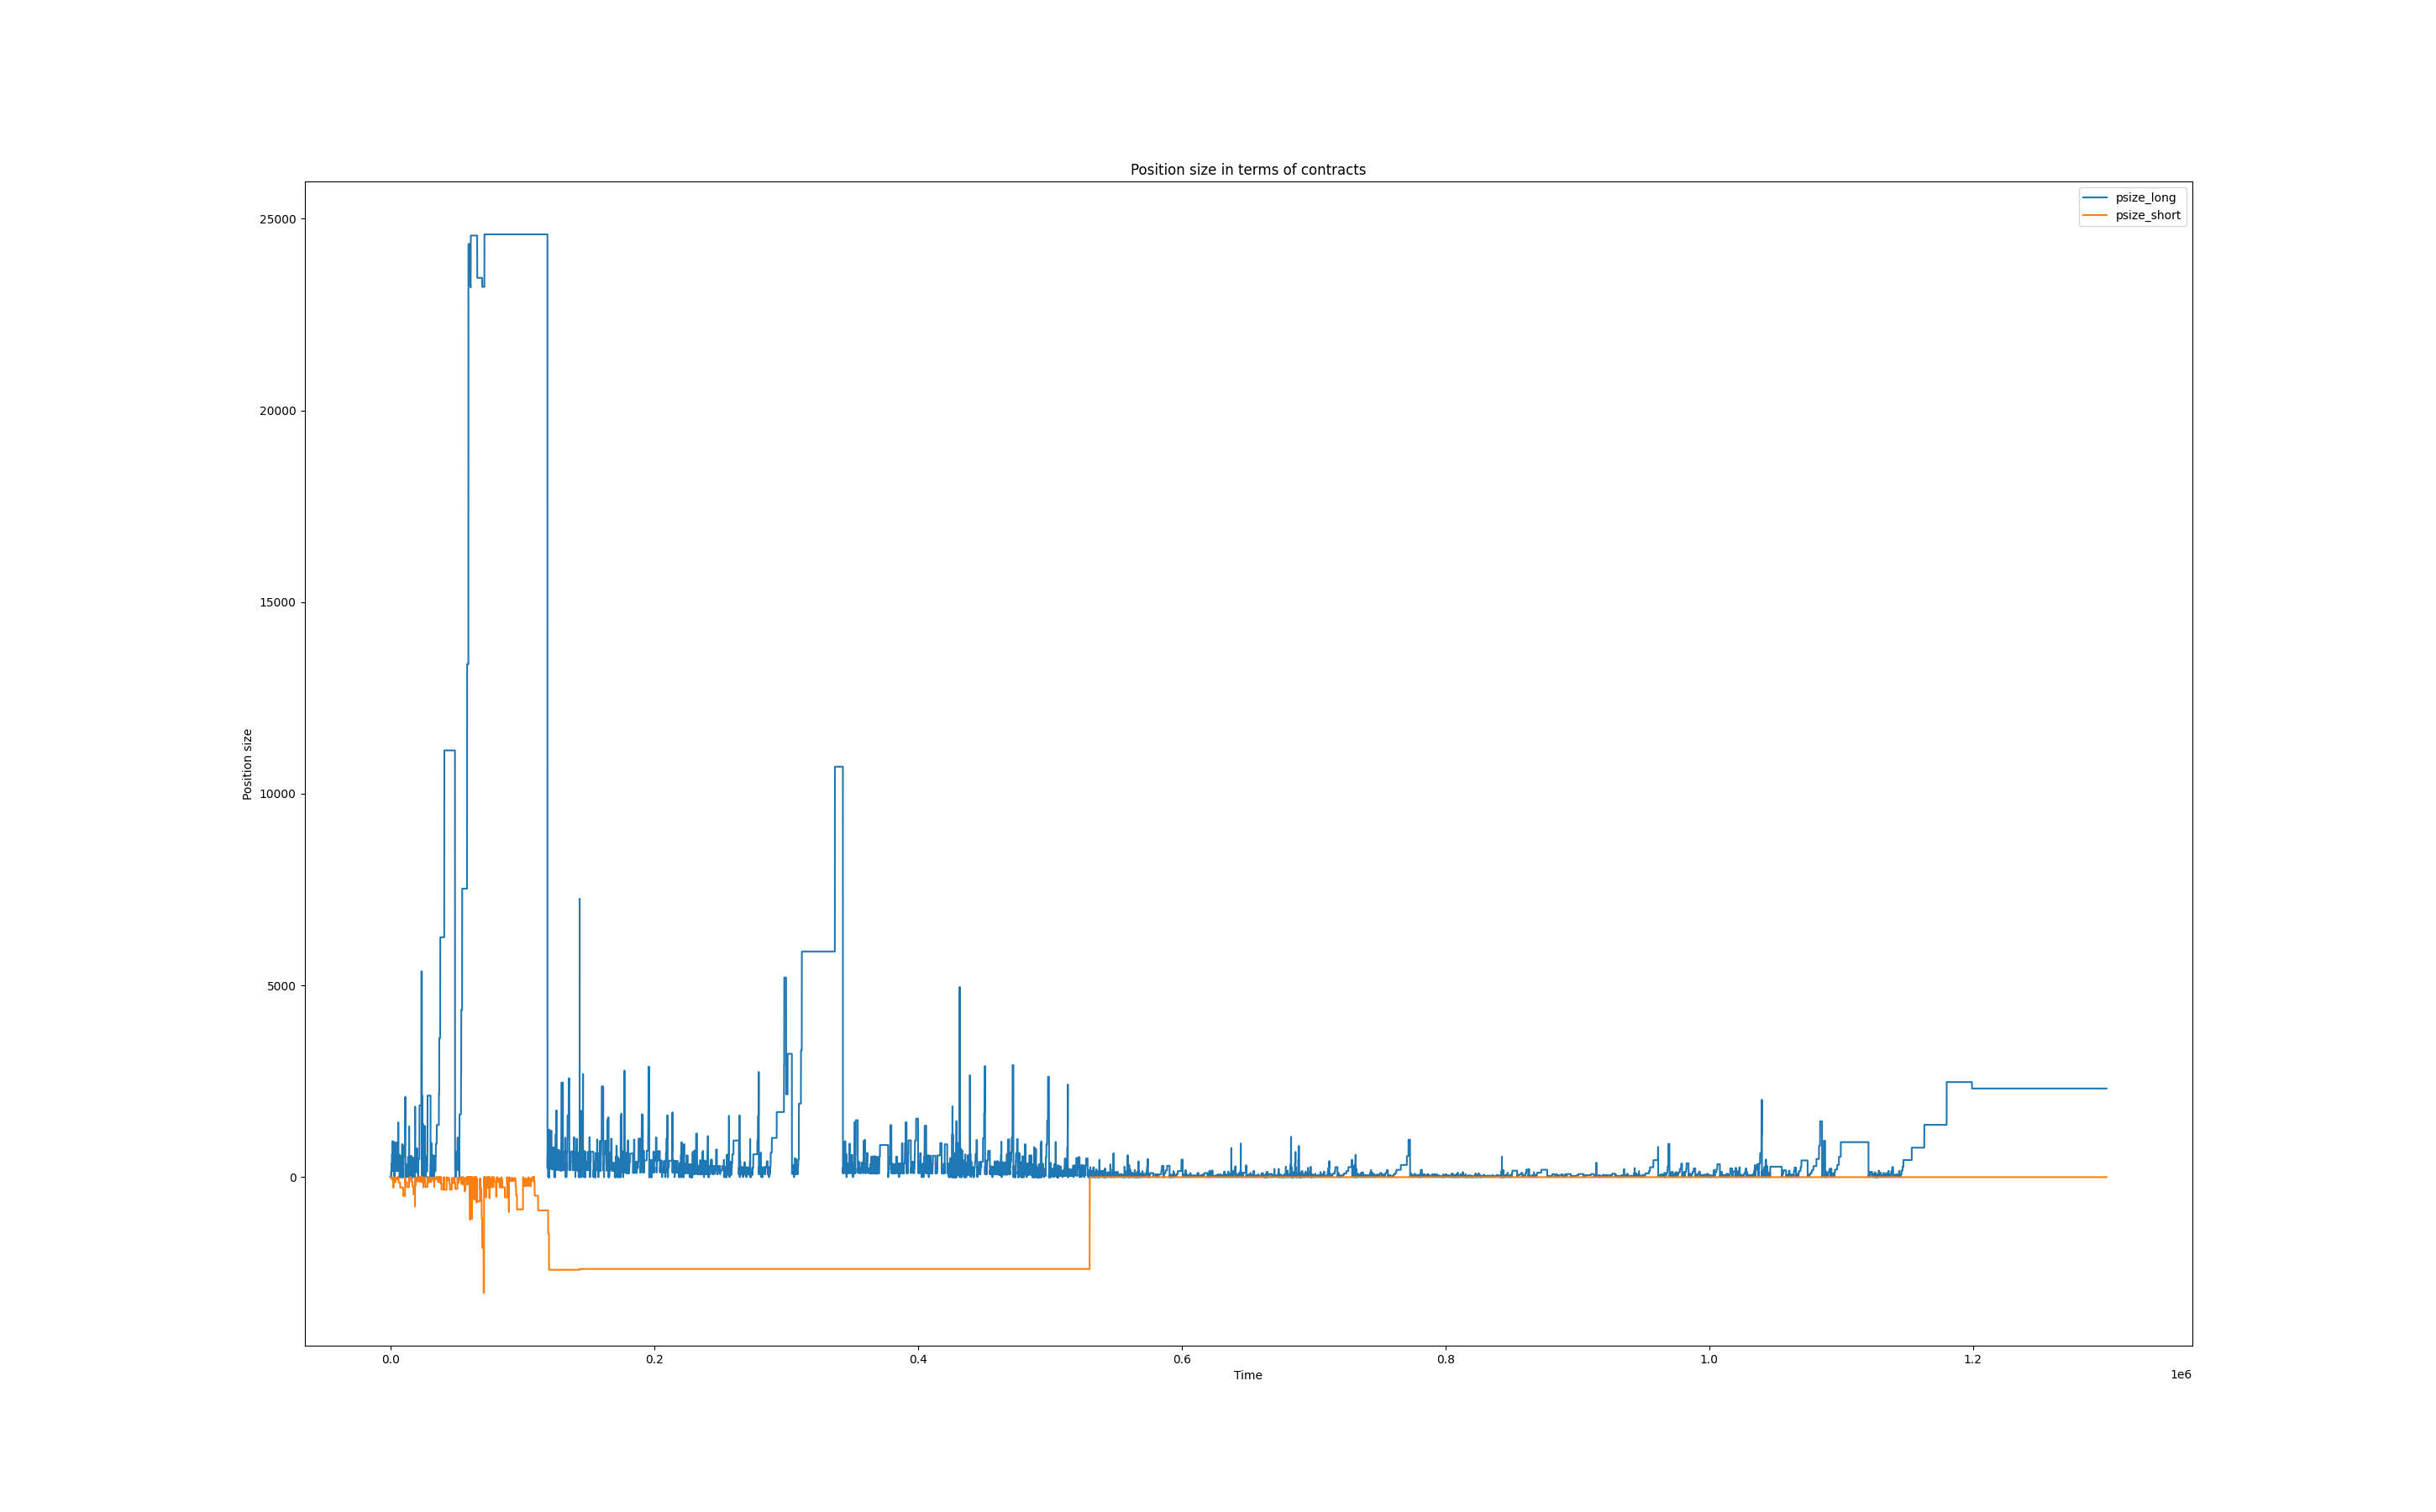 Position size in terms of contracts
psize_long
psize_short
25000
20000
15000
10000
5000
0
Position size
0.0 0.2 0.4 0.6 0.8 1.0 1.2
Time
1e6